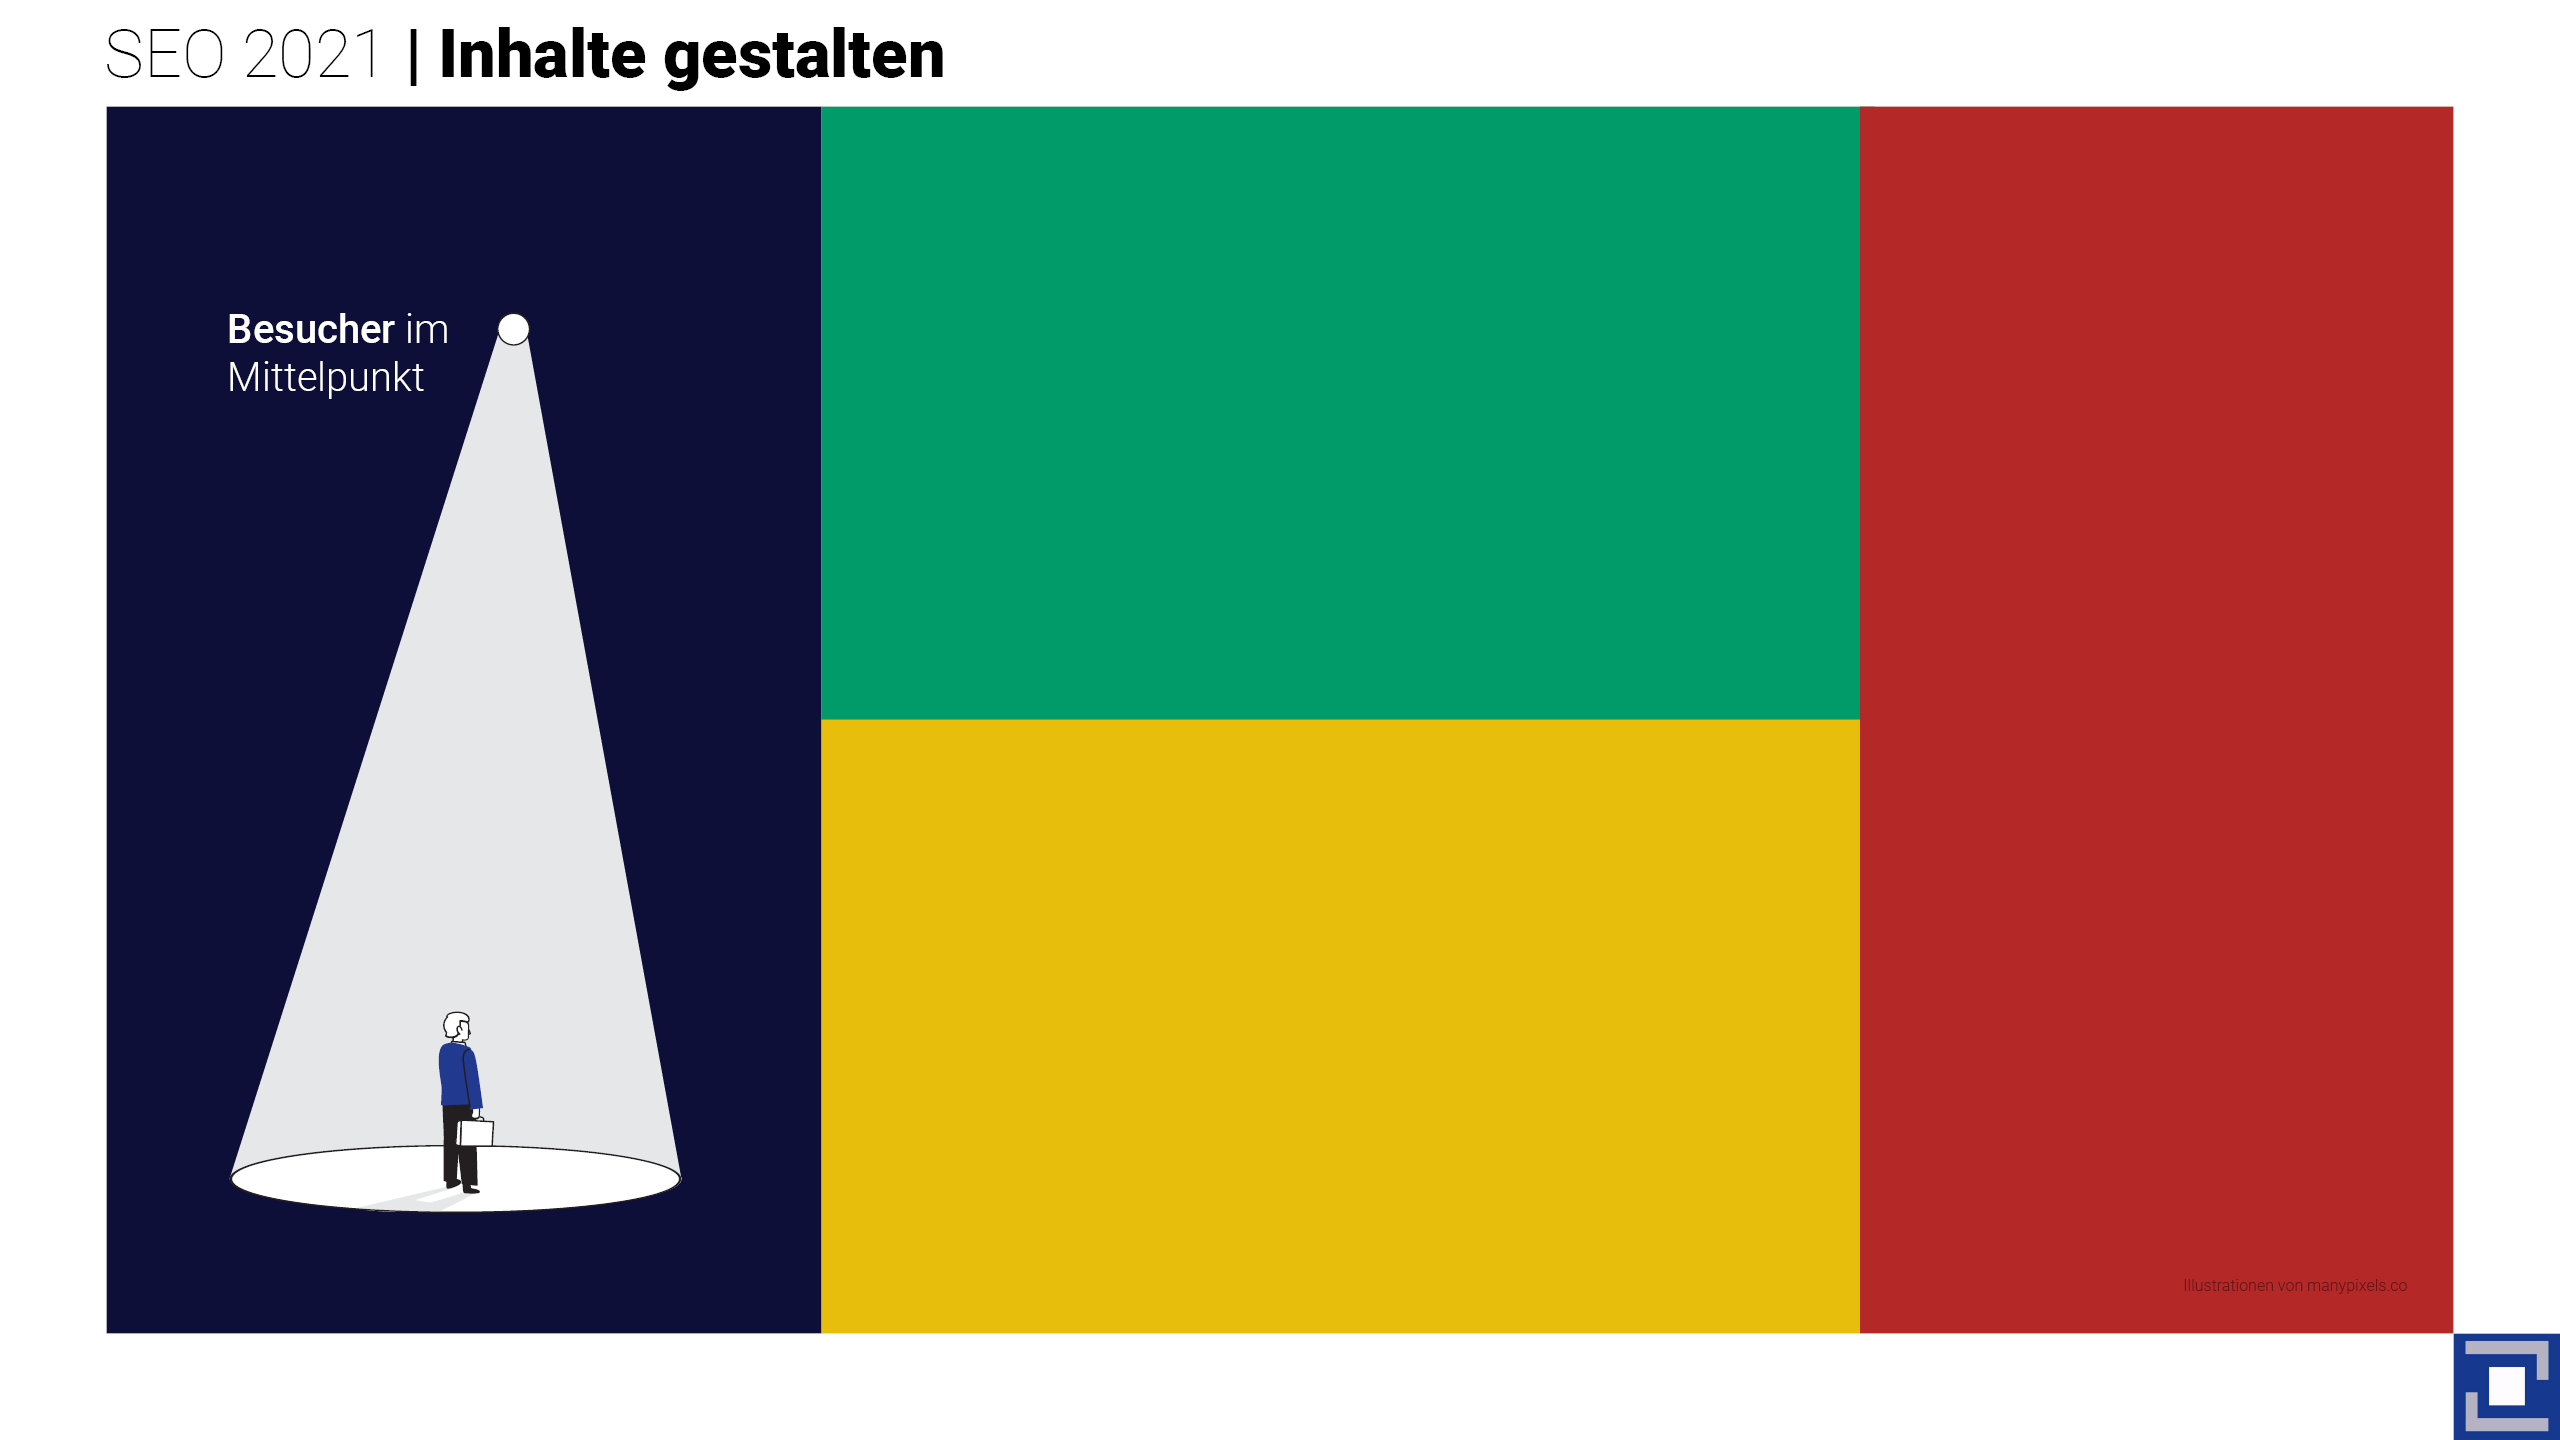 SEO 2021 | Inhalte gestalten
Besucher im
Mittelpunkt
Illustrationen von manypixels.co